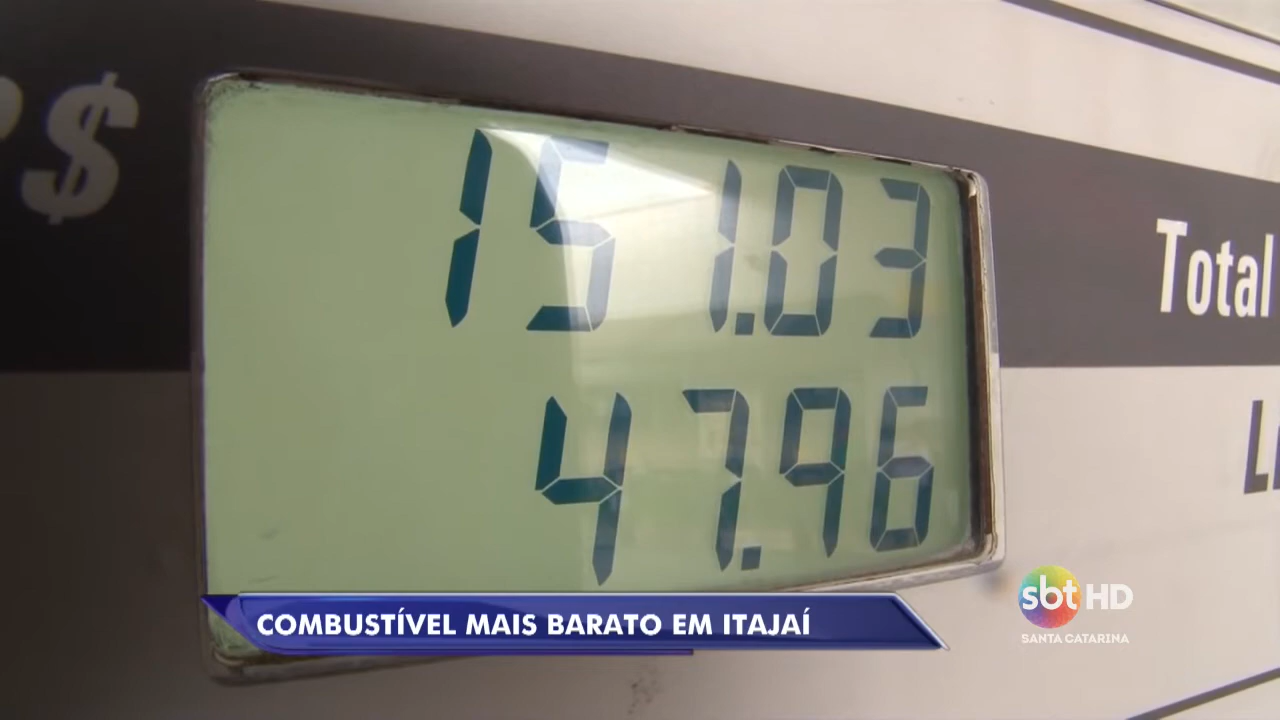 $
151.03
Total
47.96
COMBUSTÍVEL MAIS BARATO EM ITAJAÍ
sbt HD
SANTA CATARINA